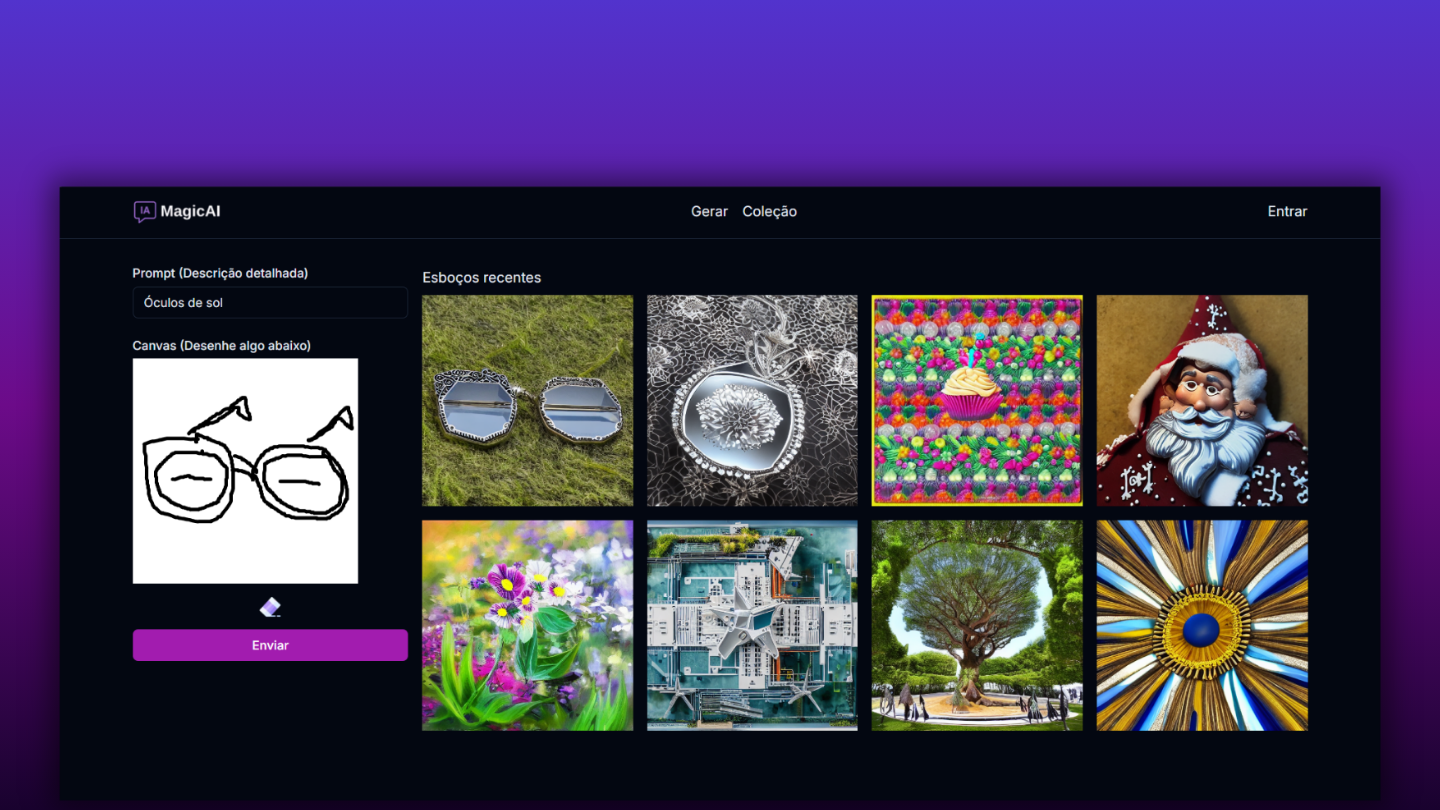 IA MagicAI
Gerar Coleção
Entrar
Prompt (Descrição detalhada)
Óculos de sol
Canvas (Desenhe algo abaixo)
Enviar
Esboços recentes